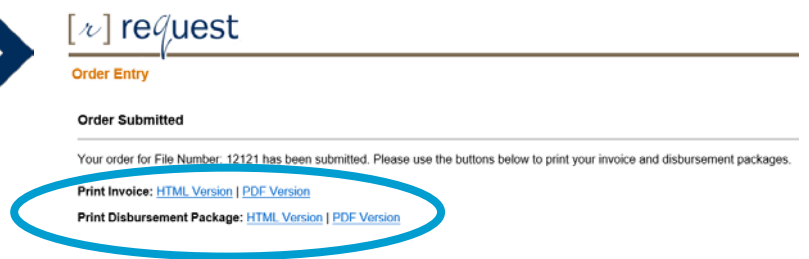 [r] request
Order Entry
Order Submitted
Your order for File Number: 12121 has been submitted. Please use the buttons below to print your invoice and disbursement packages.
Print Invoice: HTML Version | PDF Version
Print Disbursement Package: HTML Version | PDF Version